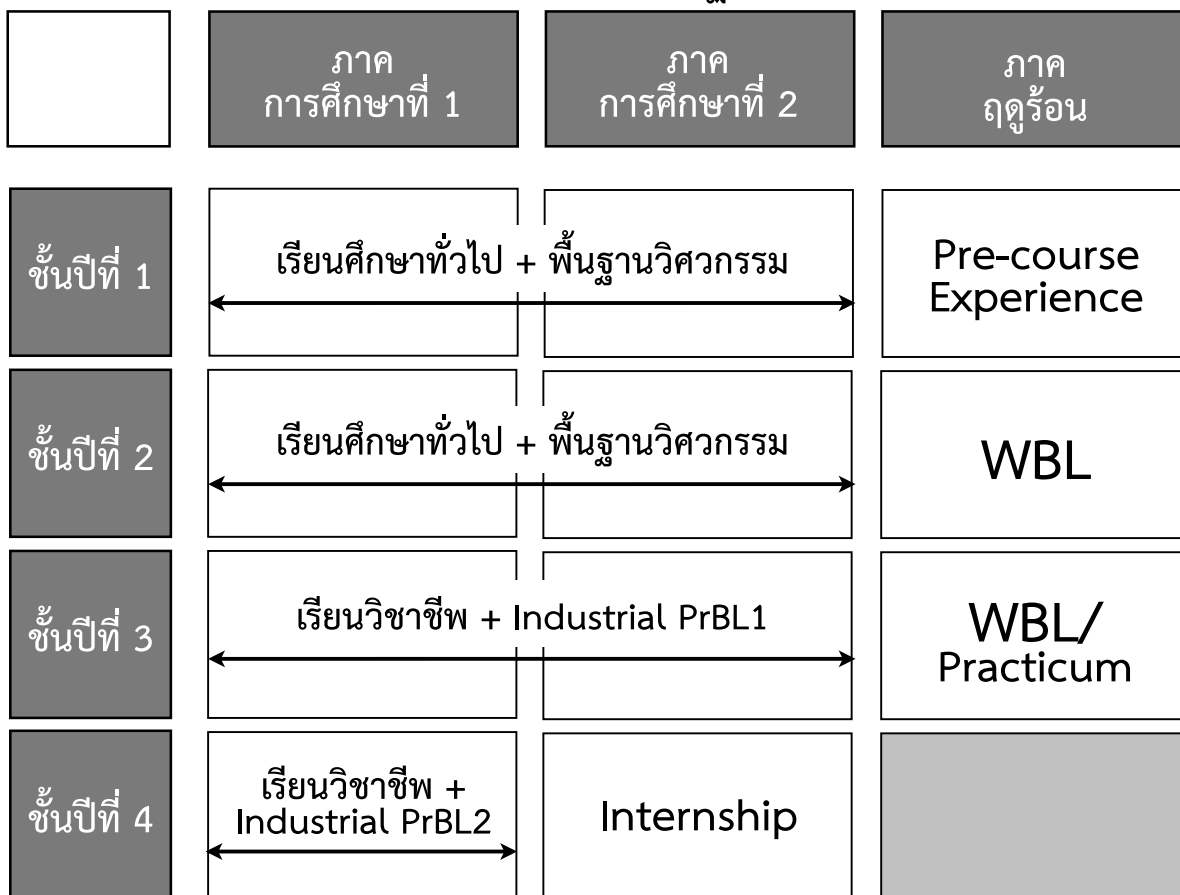 ภาค
การศึกษาที่ 1
ภาค
การศึกษาที่ 2
ภาค
ฤดูร้อน
ชั้นปีที่ 1
เรียนศึกษาทั่วไป + พื้นฐานวิศวกรรม
Pre-course
Experience
ชั้นปีที่ 2
เรียนศึกษาทั่วไป + พื้นฐานวิศวกรรม
WBL
ชั้นปีที่ 3
เรียนวิชาชีพ + Industrial PrBL1
WBL/
Practicum
ชั้นปีที่ 4
เรียนวิชาชีพ +
Industrial PrBL2
Internship